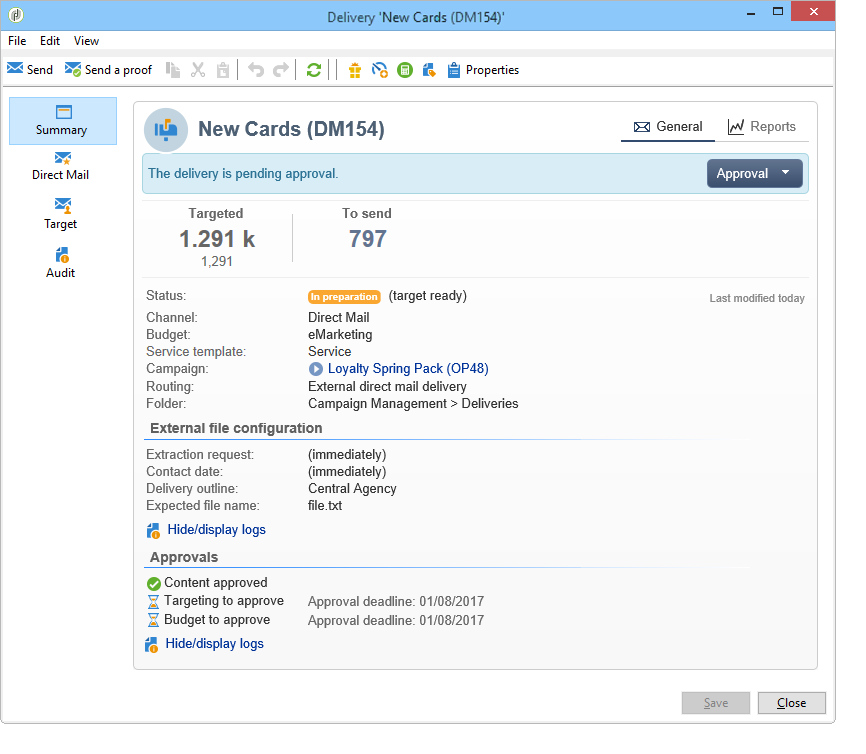 Delivery 'New Cards (DM154)'
File Edit View
Send Send a proof Properties
Summary
Direct Mail
Target
Audit
New Cards (DM154)
General Reports
The delivery is pending approval.
Approval
Targeted To send
1.291 k 797
1,291
Status: In preparation (target ready) Last modified today
Channel: Direct Mail
Budget: eMarketing
Service template: Service
Campaign: Loyalty Spring Pack (OP48)
Routing: External direct mail delivery
Folder: Campaign Management > Deliveries
External file configuration
Extraction request: (immediately)
Contact date: (immediately)
Delivery outline: Central Agency
Expected file name: file.txt
Hide/display logs
Approvals
Content approved
Targeting to approve Approval deadline: 01/08/2017
Budget to approve Approval deadline: 01/08/2017
Hide/display logs
Save Close